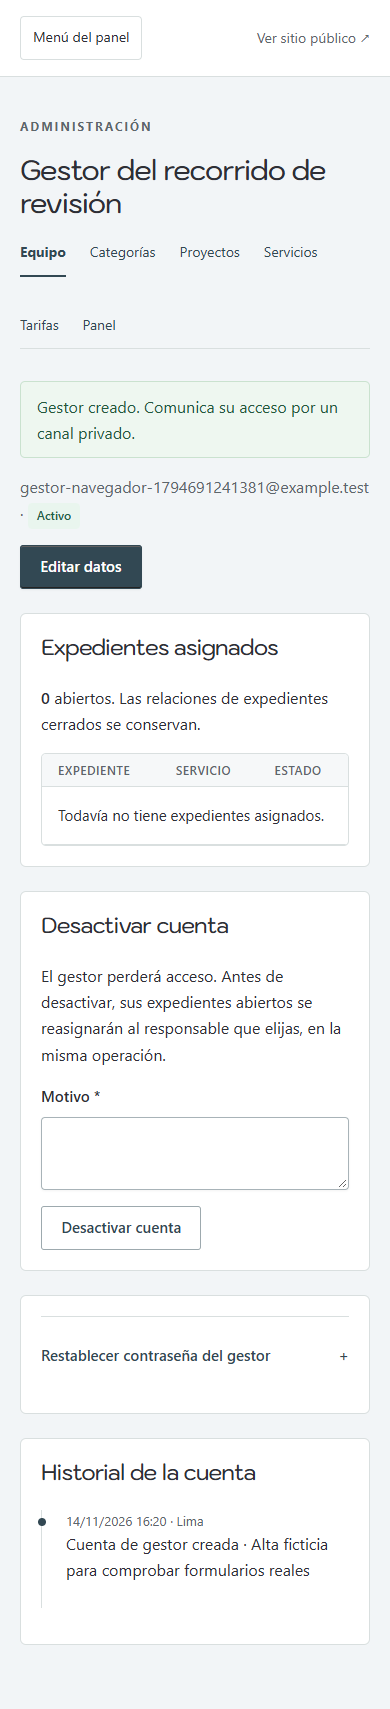 Menú del panel
Ver sitio público ↗
ADMINISTRACIÓN
Gestor del recorrido de
revisión
Equipo Categorías Proyectos Servicios
Tarifas Panel
Gestor creado. Comunica su acceso por un
canal privado.
gestor-navegador-1794691241381@example.test
· Activo
Editar datos
Expedientes asignados
0 abiertos. Las relaciones de expedientes
cerrados se conservan.
EXPEDIENTE SERVICIO ESTADO
Todavía no tiene expedientes asignados.
Desactivar cuenta
El gestor perderá acceso. Antes de
desactivar, sus expedientes abiertos se
reasignarán al responsable que elijas, en la
misma operación.
Motivo *
Desactivar cuenta
Restablecer contraseña del gestor +
Historial de la cuenta
14/11/2026 16:20 · Lima
Cuenta de gestor creada · Alta ficticia
para comprobar formularios reales